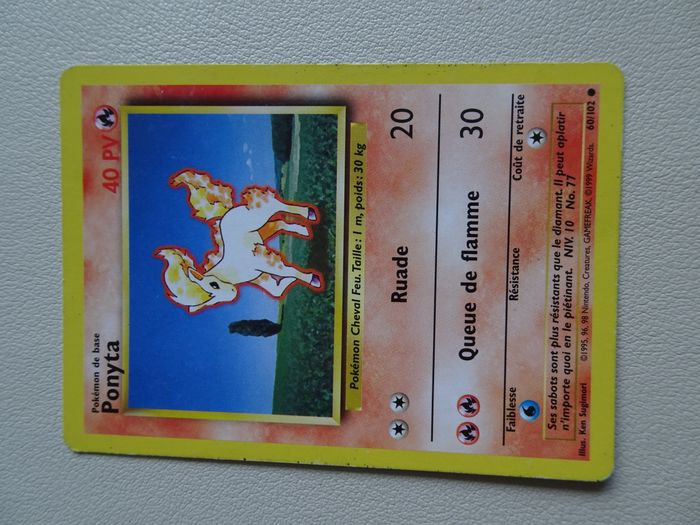 Pokémon de base
Ponyta
40 PV
Pokémon Cheval Feu. Taille: 1 m, poids: 30 kg
Ruade 20
Queue de flamme 30
Faiblesse Résistance Coût de retraite
Ses sabots sont plus résistants que le diamant. Il peut aplatir
n'importe quoi en le piétinant. NIV. 10 No. 77
Illus. Ken Sugimori ©1995, 96, 98 Nintendo, Creatures, GAMEFREAK. ©1999 Wizards. 60/102